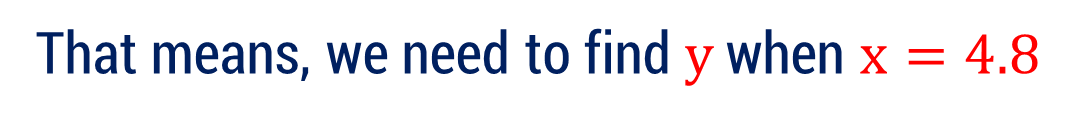 That means, we need to find y when x = 4.8